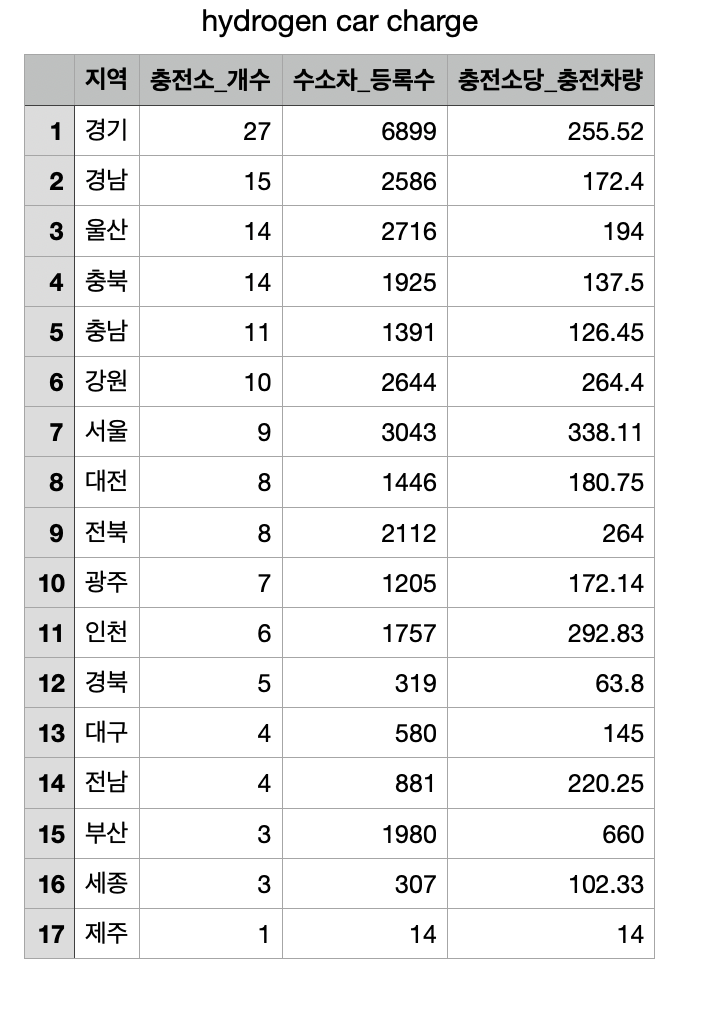 hydrogen car charge
지역 충전소_개수 수소차_등록수 충전소당_충전차량
1 경기 27 6899 255.52
2 경남 15 2586 172.4
3 울산 14 2716 194
4 충북 14 1925 137.5
5 충남 11 1391 126.45
6 강원 10 2644 264.4
7 서울 9 3043 338.11
8 대전 8 1446 180.75
9 전북 8 2112 264
10 광주 7 1205 172.14
11 인천 6 1757 292.83
12 경북 5 319 63.8
13 대구 4 580 145
14 전남 4 881 220.25
15 부산 3 1980 660
16 세종 3 307 102.33
17 제주 1 14 14